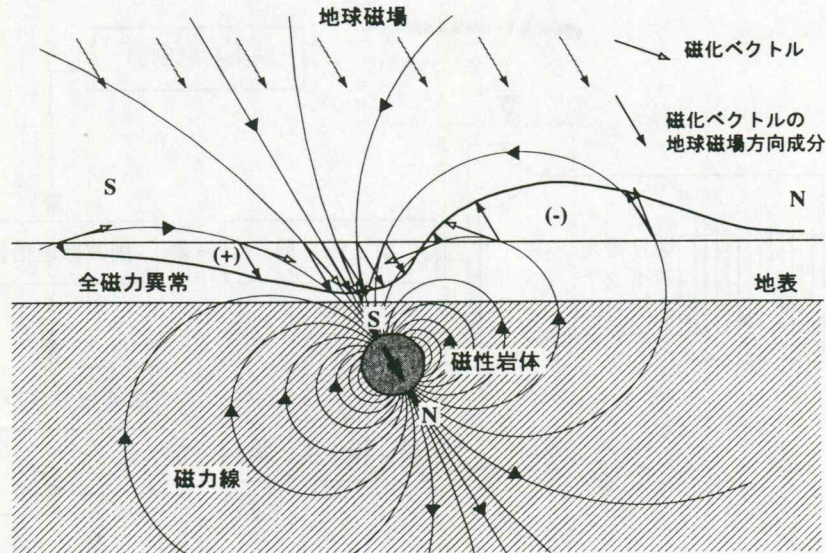 地球磁場
磁化ベクトル
磁化ベクトルの
地球磁場方向成分
S
N
(-)
(+)
全磁力異常
地表
S
磁性岩体
N
磁力線